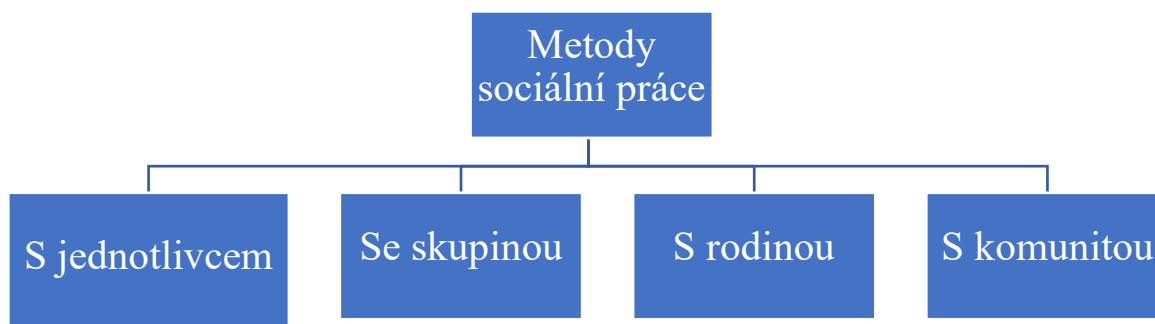 Metody
sociální práce
S jednotlivcem
Se skupinou
S rodinou
S komunitou